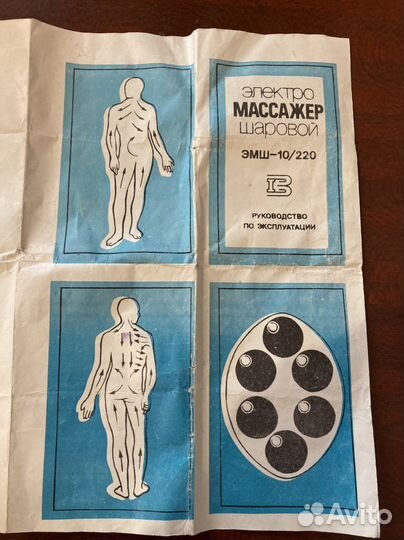 электро
МАССАЖЕР
шаровой
ЭМШ-10/220
РУКОВОДСТВО
ПО ЭКСПЛУАТАЦИИ
Avito